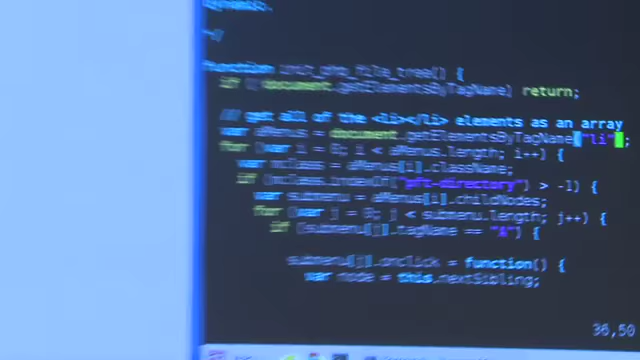 dynamic.
*/
function init_php_file_tree() {
if (!document.getElementsByTagName) return;
// get all of the <li></li> elements as an array
var aMenus = document.getElementsByTagName("li");
for (var i = 0; i < aMenus.length; i++) {
var mclass = aMenus[i].className;
if (mclass.indexOf("pft-directory") > -1) {
var submenu = aMenus[i].childNodes;
for (var j = 0; j < submenu.length; j++) {
if (submenu[j].tagName == "A") {
submenu[j].onclick = function() {
var node = this.nextSibling;
36,50